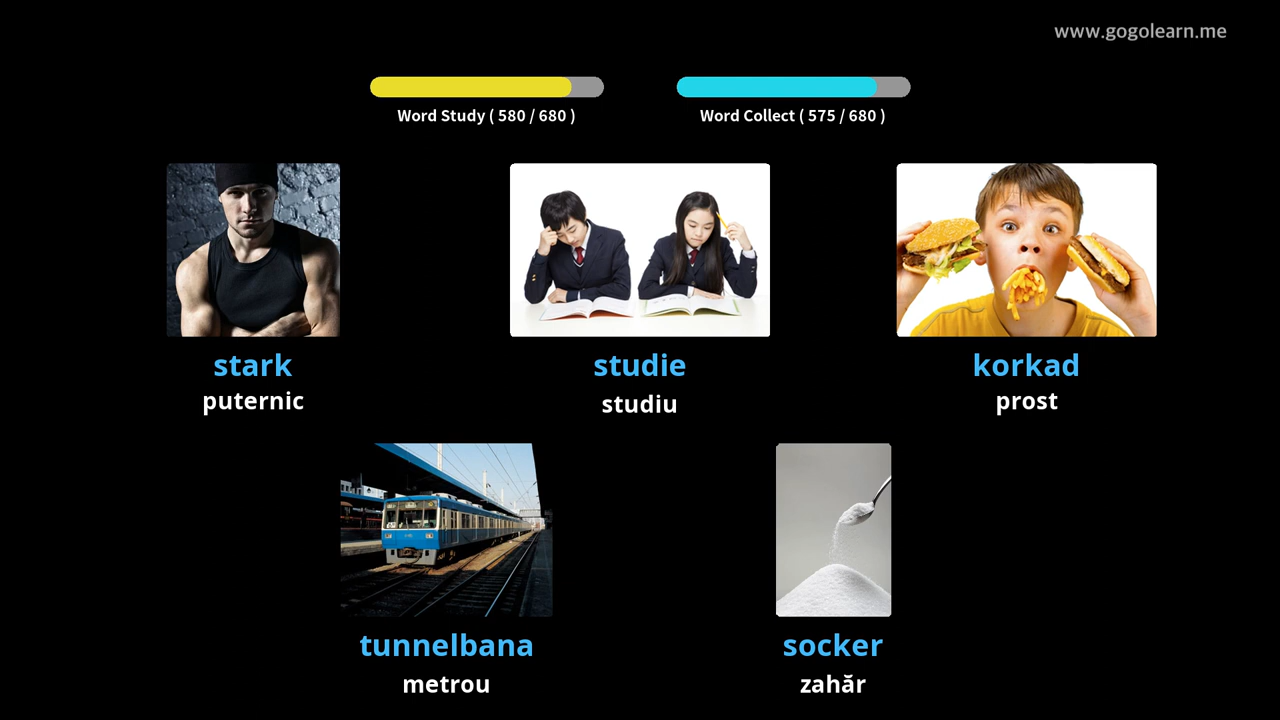 www.gogolearn.me
Word Study ( 580 / 680 )
Word Collect ( 575 / 680 )
stark
puternic
studie
studiu
korkad
prost
tunnelbana
metrou
socker
zahăr